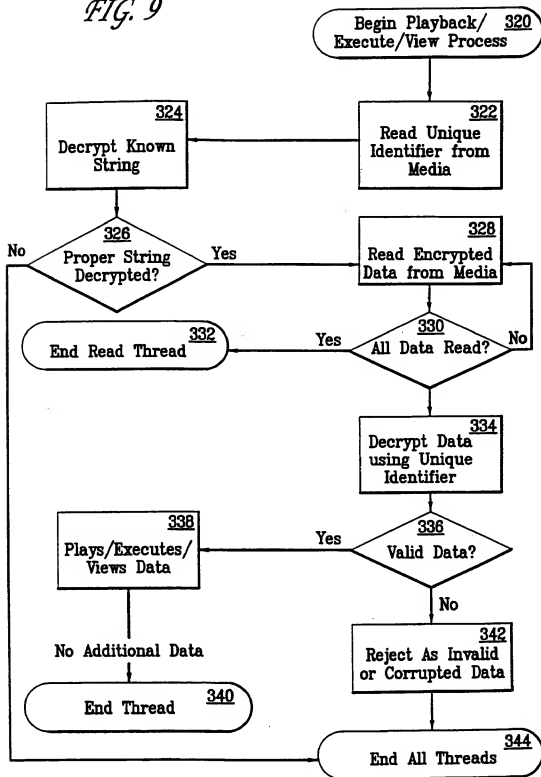 FIG. 9
Begin Playback/ 320
Execute/View Process
324
Decrypt Known
String
322
Read Unique
Identifier from
Media
326
Proper String
Decrypted?
No
Yes
328
Read Encrypted
Data from Media
332
End Read Thread
Yes
330
All Data Read?
No
334
Decrypt Data
using Unique
Identifier
338
Plays/Executes/
Views Data
Yes
336
Valid Data?
No
No Additional Data
342
Reject As Invalid
or Corrupted Data
340
End Thread
344
End All Threads